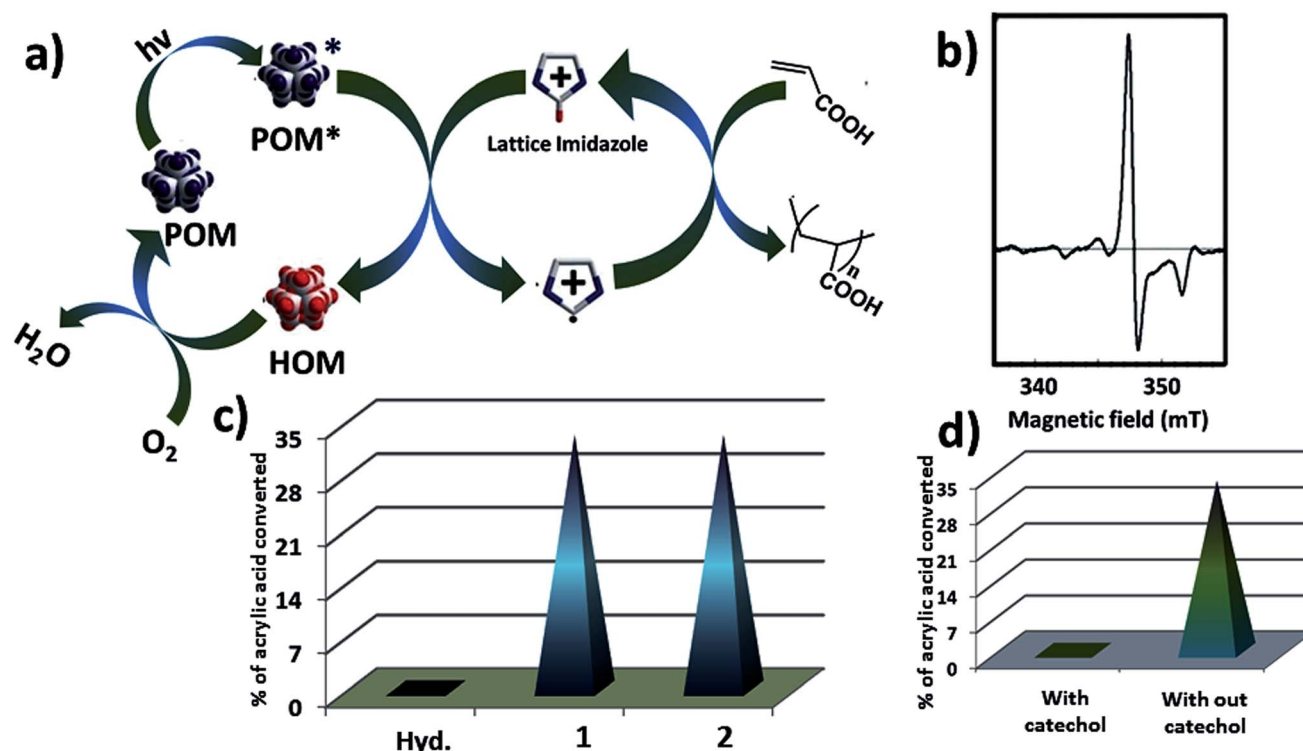 a)
hν
*
POM*
POM
HOM
H₂O
O₂
+
Lattice Imidazole
+
COOH
n
COOH
b)
340
350
Magnetic field (mT)
c)
% of acrylic acid converted
35
28
21
14
7
0
Hyd.
1
2
d)
% of acrylic acid converted
35
28
21
14
7
0
With
catechol
With out
catechol